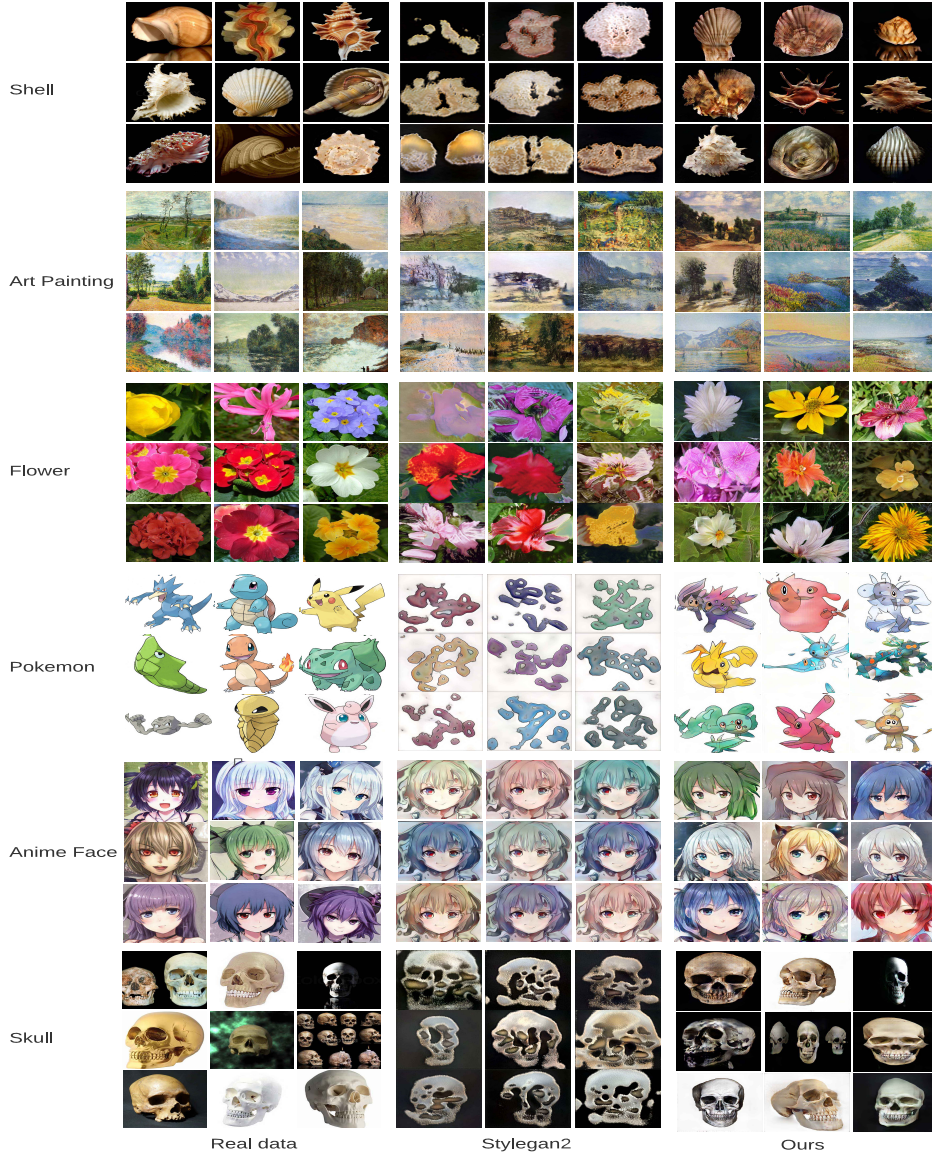 Shell
Art Painting
Flower
Pokemon
Anime Face
Skull
Real data
Stylegan2
Ours